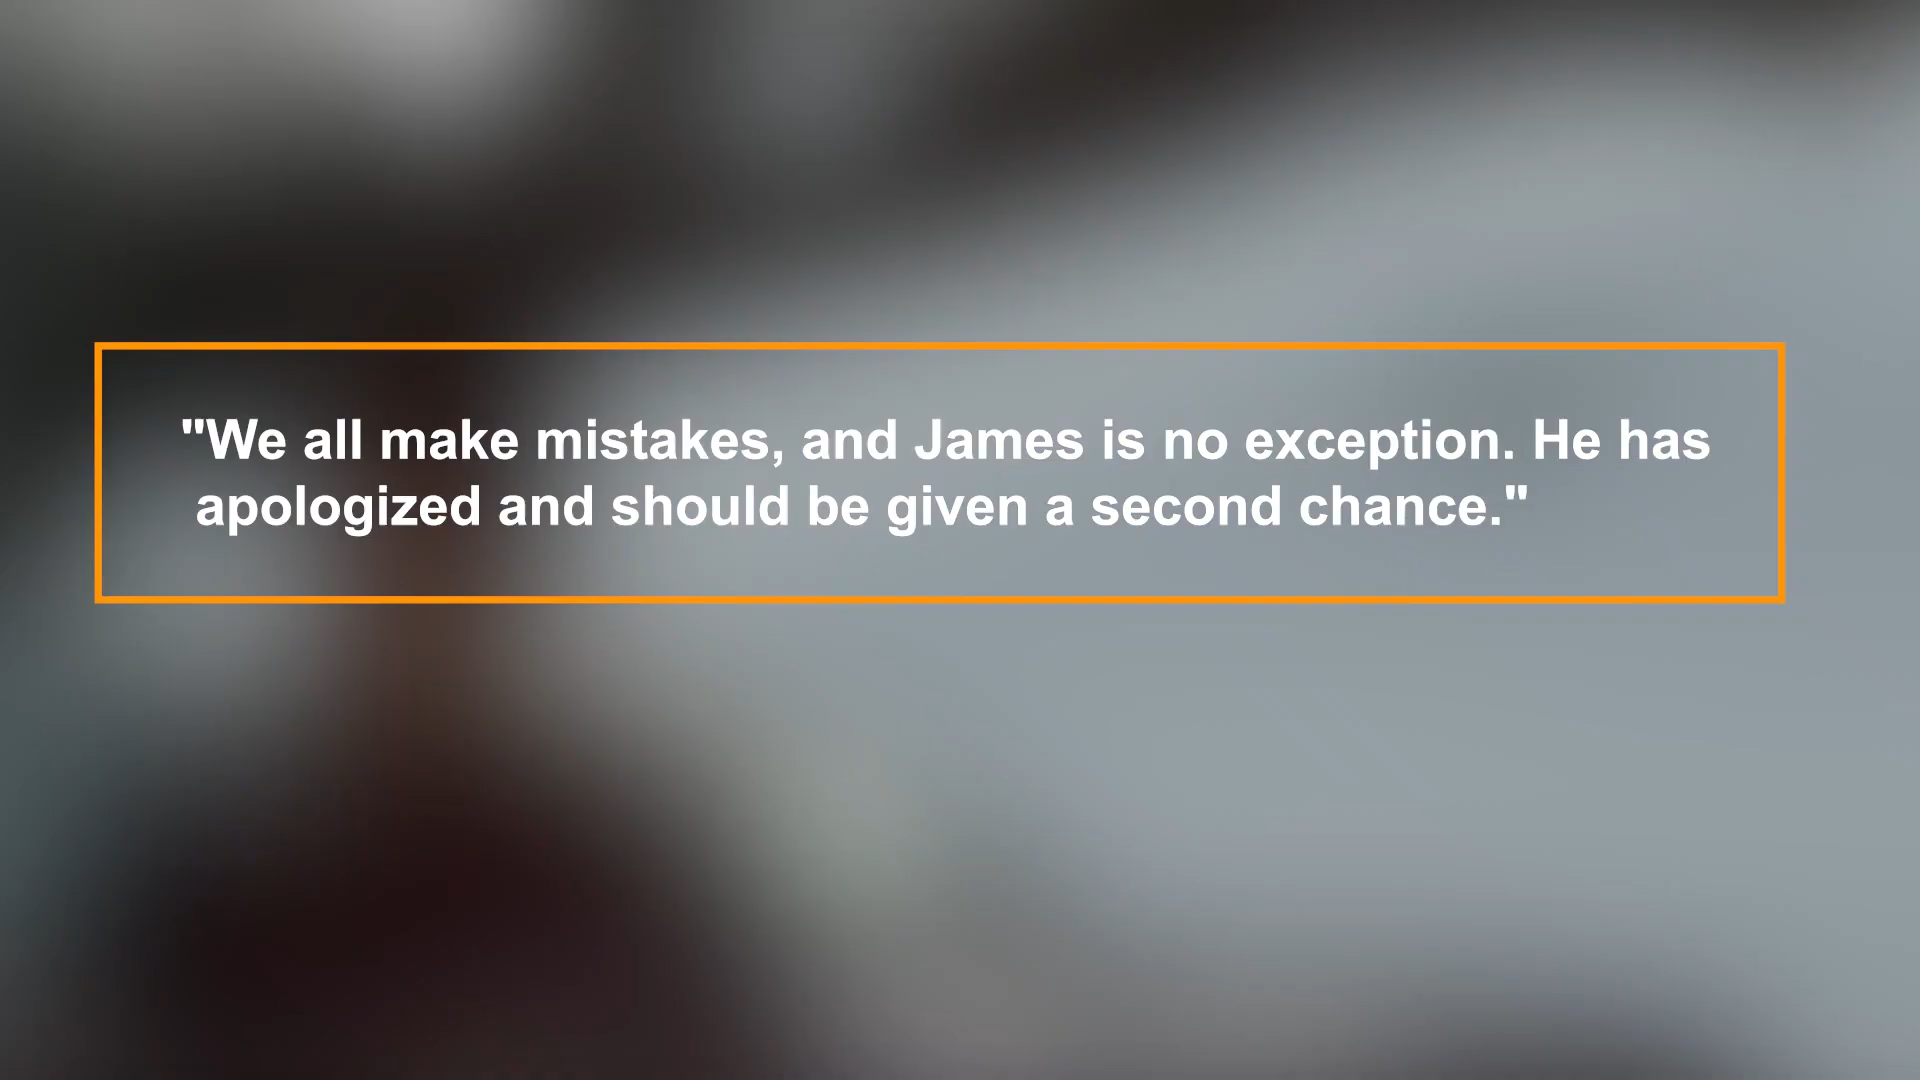 "We all make mistakes, and James is no exception. He has
apologized and should be given a second chance."